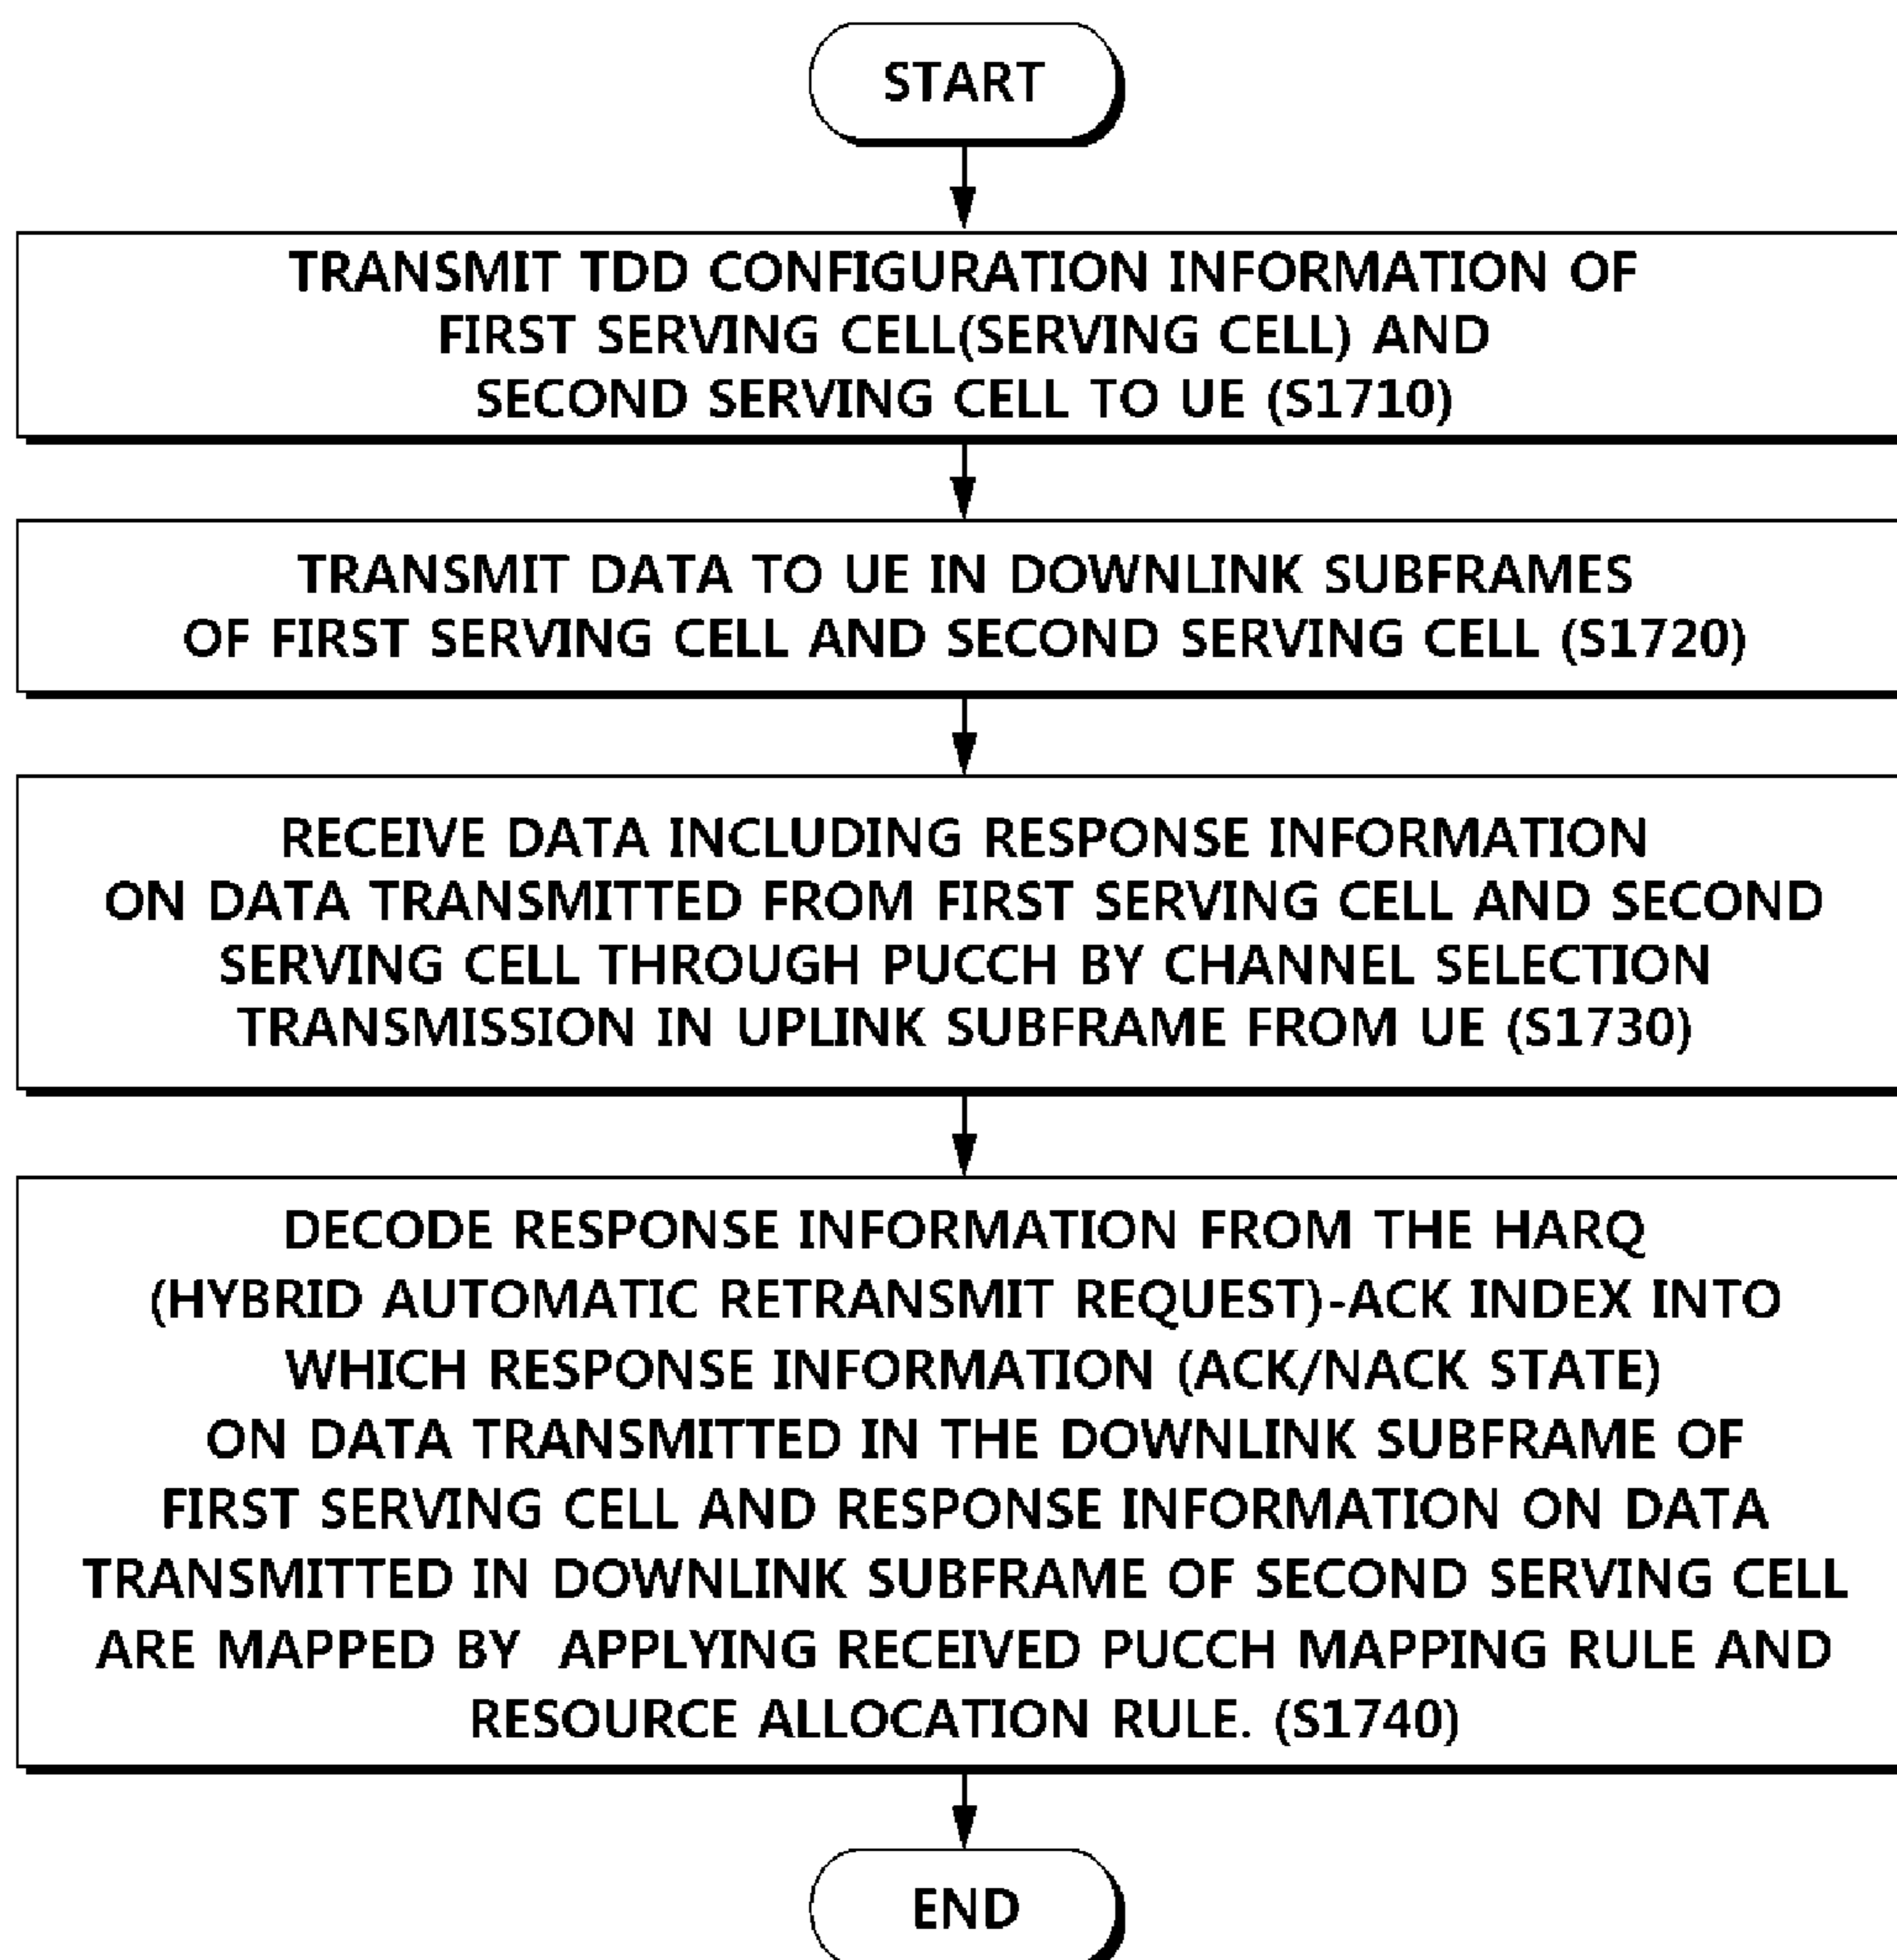 START
TRANSMIT TDD CONFIGURATION INFORMATION OF
FIRST SERVING CELL(SERVING CELL) AND
SECOND SERVING CELL TO UE (S1710)
TRANSMIT DATA TO UE IN DOWNLINK SUBFRAMES
OF FIRST SERVING CELL AND SECOND SERVING CELL (S1720)
RECEIVE DATA INCLUDING RESPONSE INFORMATION
ON DATA TRANSMITTED FROM FIRST SERVING CELL AND SECOND
SERVING CELL THROUGH PUCCH BY CHANNEL SELECTION
TRANSMISSION IN UPLINK SUBFRAME FROM UE (S1730)
DECODE RESPONSE INFORMATION FROM THE HARQ
(HYBRID AUTOMATIC RETRANSMIT REQUEST)-ACK INDEX INTO
WHICH RESPONSE INFORMATION (ACK/NACK STATE)
ON DATA TRANSMITTED IN THE DOWNLINK SUBFRAME OF
FIRST SERVING CELL AND RESPONSE INFORMATION ON DATA
TRANSMITTED IN DOWNLINK SUBFRAME OF SECOND SERVING CELL
ARE MAPPED BY APPLYING RECEIVED PUCCH MAPPING RULE AND
RESOURCE ALLOCATION RULE. (S1740)
END